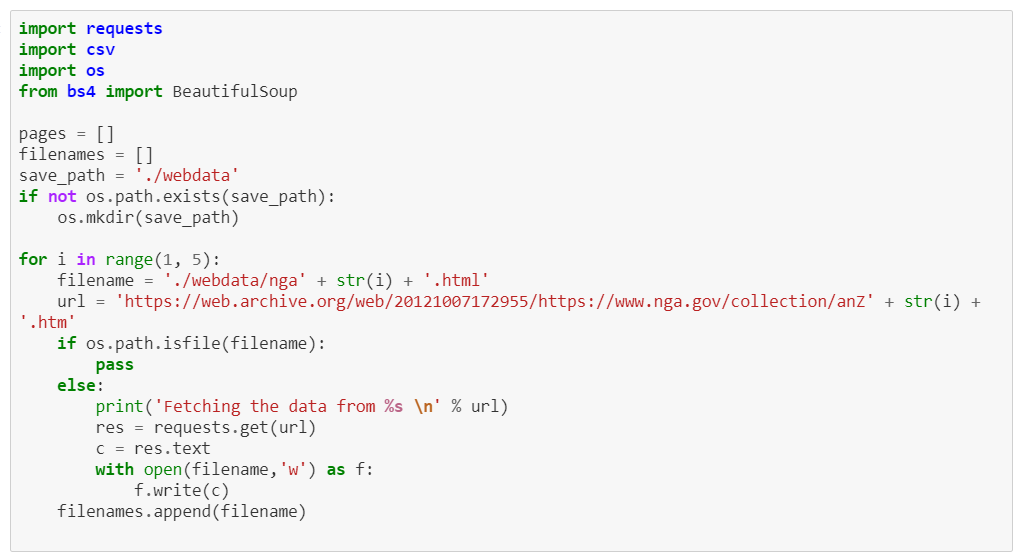 import requests
import csv
import os
from bs4 import BeautifulSoup

pages = []
filenames = []
save_path = './webdata'
if not os.path.exists(save_path):
    os.mkdir(save_path)

for i in range(1, 5):
    filename = './webdata/nga' + str(i) + '.html'
    url = 'https://web.archive.org/web/20121007172955/https://www.nga.gov/collection/anZ' + str(i) +
'.htm'
    if os.path.isfile(filename):
        pass
    else:
        print('Fetching the data from %s \n' % url)
        res = requests.get(url)
        c = res.text
        with open(filename,'w') as f:
            f.write(c)
    filenames.append(filename)